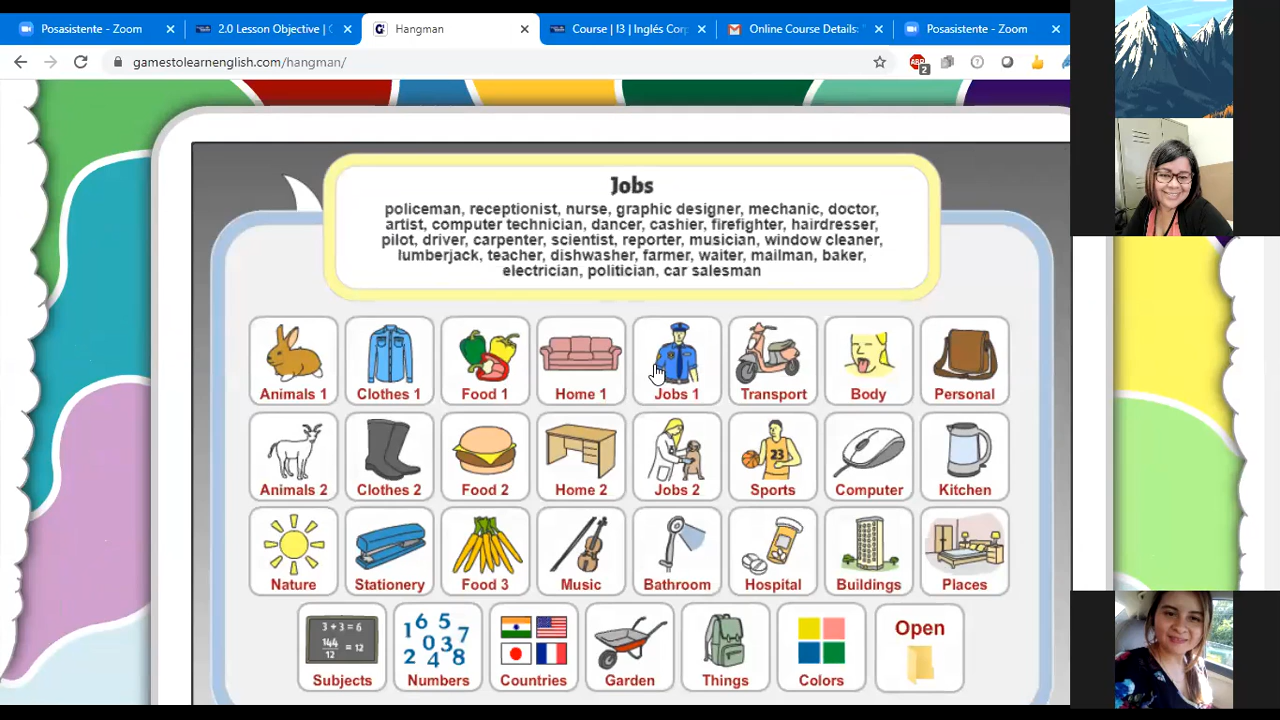 Posasistente - Zoom
2.0 Lesson Objective |
Hangman
Course | I3 | Inglés Cor
Online Course Details:
Posasistente - Zoom
gamestolearnenglish.com/hangman/
ABP
2
Jobs
policeman, receptionist, nurse, graphic designer, mechanic, doctor,
artist, computer technician, dancer, cashier, firefighter, hairdresser,
pilot, driver, carpenter, scientist, reporter, musician, window cleaner,
lumberjack, teacher, dishwasher, farmer, waiter, mailman, baker,
electrician, politician, car salesman
Animals 1
Clothes 1
Food 1
Home 1
Jobs 1
Transport
Body
Personal
23
Animals 2
Clothes 2
Food 2
Home 2
Jobs 2
Sports
Computer
Kitchen
Nature
Stationery
Food 3
Music
Bathroom
Hospital
Buildings
Places
3 + 3 = 6
144/12 = 12
1 6 5 7
0 3
2 4 8
Open
Subjects
Numbers
Countries
Garden
Things
Colors